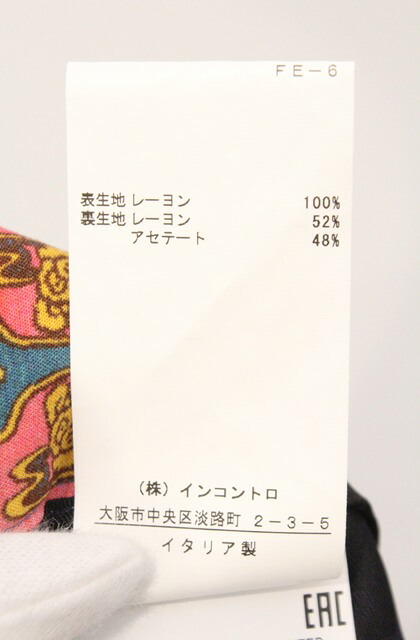 FE-6
表生地 レーヨン 100%
裏生地 レーヨン 52%
アセテート 48%
(株) インコントロ
大阪市中央区淡路町 2-3-5
イタリア製
EAC